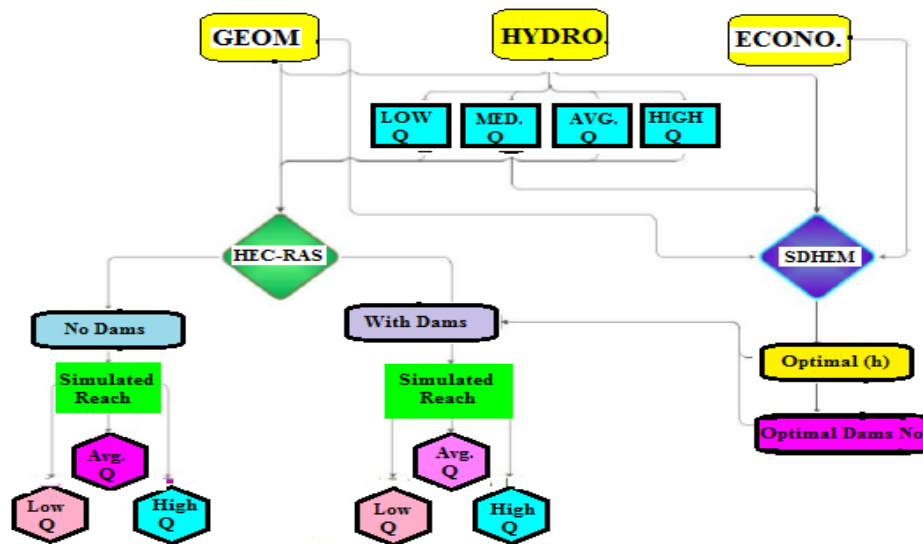 GEOM
HYDRO.
ECONO.
LOW
Q
MED.
Q
AVG.
Q
HIGH
Q
HEC-RAS
SDHEM
No Dams
With Dams
Optimal (h)
Simulated
Reach
Simulated
Reach
Optimal Dams No
Avg.
Q
Avg.
Q
Low
Q
High
Q
Low
Q
High
Q